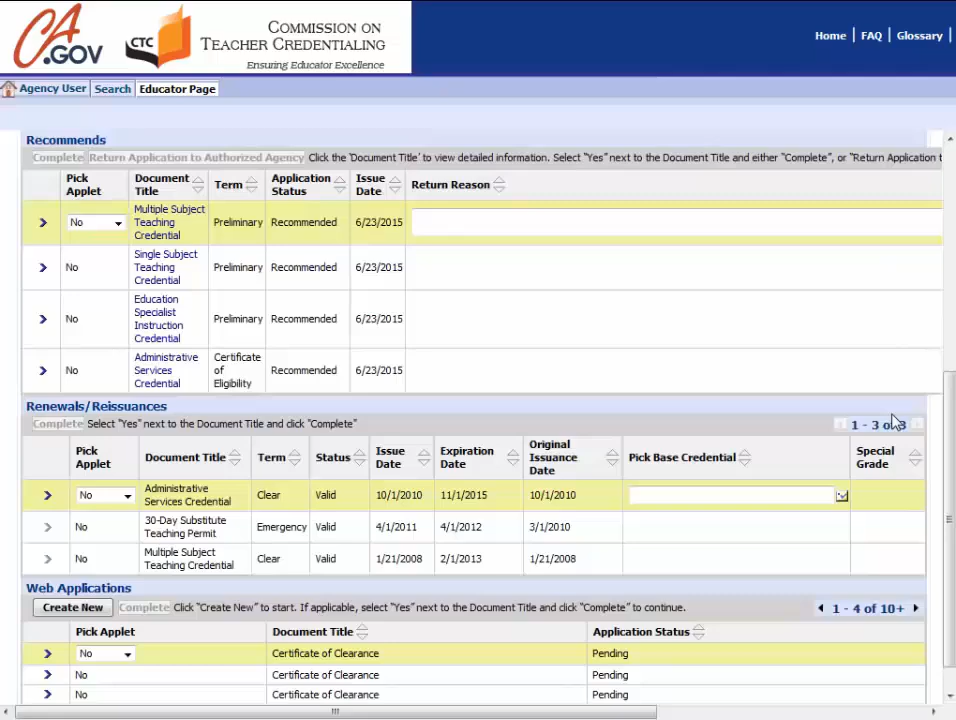 CA
.GOV
CTC
COMMISSION ON
TEACHER CREDENTIALING
Ensuring Educator Excellence
Home | FAQ | Glossary |
Agency User Search Educator Page
Recommends
Complete Return Application to Authorized Agency Click the 'Document Title' to view detailed information. Select "Yes" next to the Document Title and either "Complete", or "Return Application t
Pick Applet Document Title Term Application Status Issue Date Return Reason
No Multiple Subject Teaching Credential Preliminary Recommended 6/23/2015
No Single Subject Teaching Credential Preliminary Recommended 6/23/2015
No Education Specialist Instruction Credential Preliminary Recommended 6/23/2015
No Administrative Services Credential Certificate of Eligibility Recommended 6/23/2015
Renewals/Reissuances
Complete Select "Yes" next to the Document Title and click "Complete" 1 - 3 of 3
Pick Applet Document Title Term Status Issue Date Expiration Date Original Issuance Date Pick Base Credential Special Grade
No Administrative Services Credential Clear Valid 10/1/2010 11/1/2015 10/1/2010
No 30-Day Substitute Teaching Permit Emergency Valid 4/1/2011 4/1/2012 3/1/2010
No Multiple Subject Teaching Credential Clear Valid 1/21/2008 2/1/2013 1/21/2008
Web Applications
Create New Complete Click "Create New" to start. If applicable, select "Yes" next to the Document Title and click "Complete" to continue. 1 - 4 of 10+
Pick Applet Document Title Application Status
No Certificate of Clearance Pending
No Certificate of Clearance Pending
No Certificate of Clearance Pending